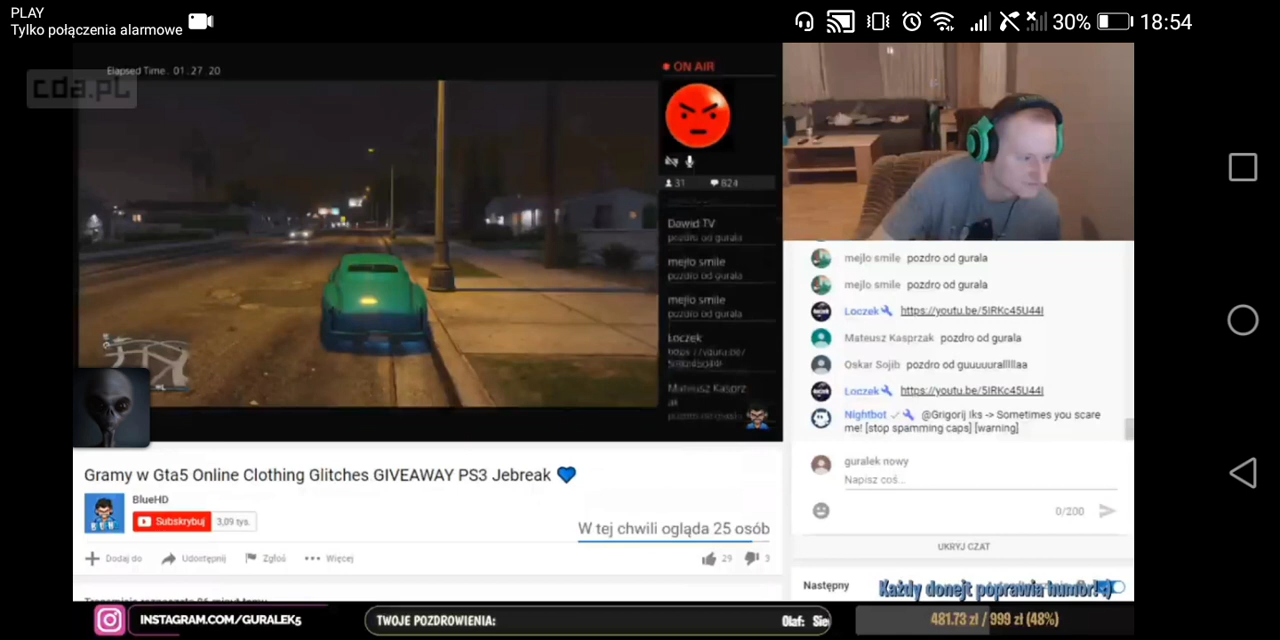 PLAY
Tylko połączenia alarmowe
30% 18:54
Elapsed Time. 01.27 20
cda.pl
ON AIR
31 824
Dawid TV
pozdro od gurala
mejlo smile
pozdro od gurala
mejlo smile
pozdro od gurala
Loczek
Mateusz Kasprz
ak
mejlo smile pozdro od gurala
mejlo smile pozdro od gurala
Loczek https://youtu.be/5IRKc45U44I
Mateusz Kasprzak pozdro od gurala
Oskar Sojib pozdro od guuuuurallllaa
Loczek https://youtu.be/5IRKc45U44I
Nightbot @Grigorij Iks -> Sometimes you scare
me! [stop spamming caps] [warning]
guralek nowy
Napisz coś...
0/200
UKRYJ CZAT
Gramy w Gta5 Online Clothing Glitches GIVEAWAY PS3 Jebreak
BlueHD
Subskrybuj 3,09 tys.
W tej chwili ogląda 25 osób
Dodaj do Udostępnij Zgłoś Więcej
29 3
Następny
Każdy donejt poprawia humor! :)
INSTAGRAM.COM/GURALEK5
TWOJE POZDROWIENIA:
Olaf: Sie
481.73 zl / 999 zł (48%)